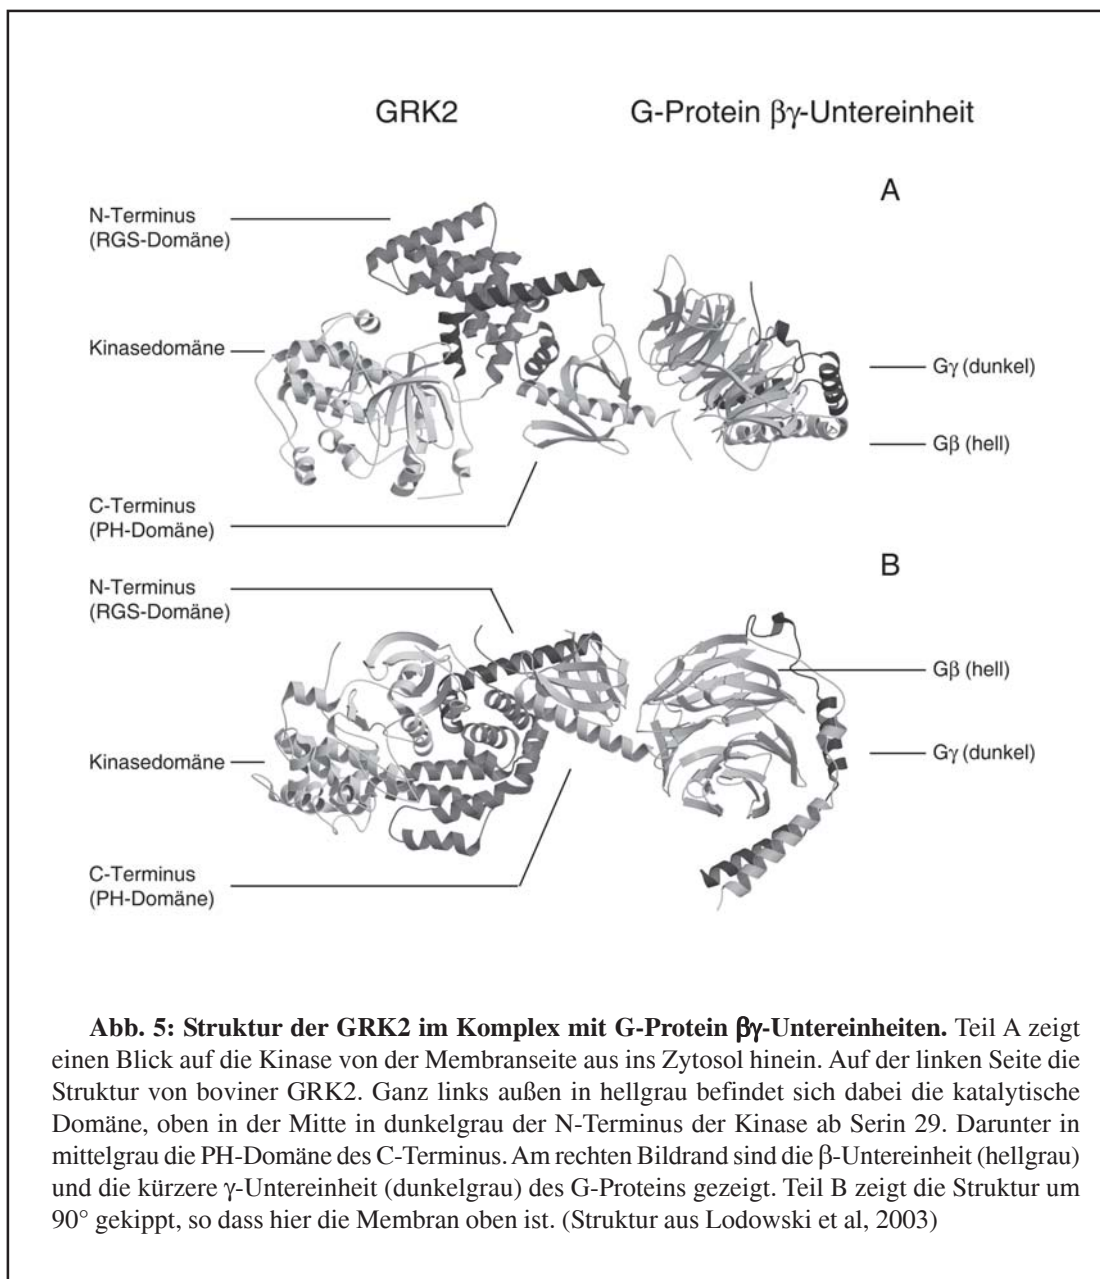 GRK2
G-Protein βγ-Untereinheit
A
N-Terminus
(RGS-Domäne)
Kinasedomäne
Gγ (dunkel)
Gβ (hell)
C-Terminus
(PH-Domäne)
B
N-Terminus
(RGS-Domäne)
Gβ (hell)
Kinasedomäne
Gγ (dunkel)
C-Terminus
(PH-Domäne)
Abb. 5: Struktur der GRK2 im Komplex mit G-Protein βγ-Untereinheiten. Teil A zeigt
einen Blick auf die Kinase von der Membranseite aus ins Zytosol hinein. Auf der linken Seite die
Struktur von boviner GRK2. Ganz links außen in hellgrau befindet sich dabei die katalytische
Domäne, oben in der Mitte in dunkelgrau der N-Terminus der Kinase ab Serin 29. Darunter in
mittelgrau die PH-Domäne des C-Terminus. Am rechten Bildrand sind die β-Untereinheit (hellgrau)
und die kürzere γ-Untereinheit (dunkelgrau) des G-Proteins gezeigt. Teil B zeigt die Struktur um
90° gekippt, so dass hier die Membran oben ist. (Struktur aus Lodowski et al, 2003)